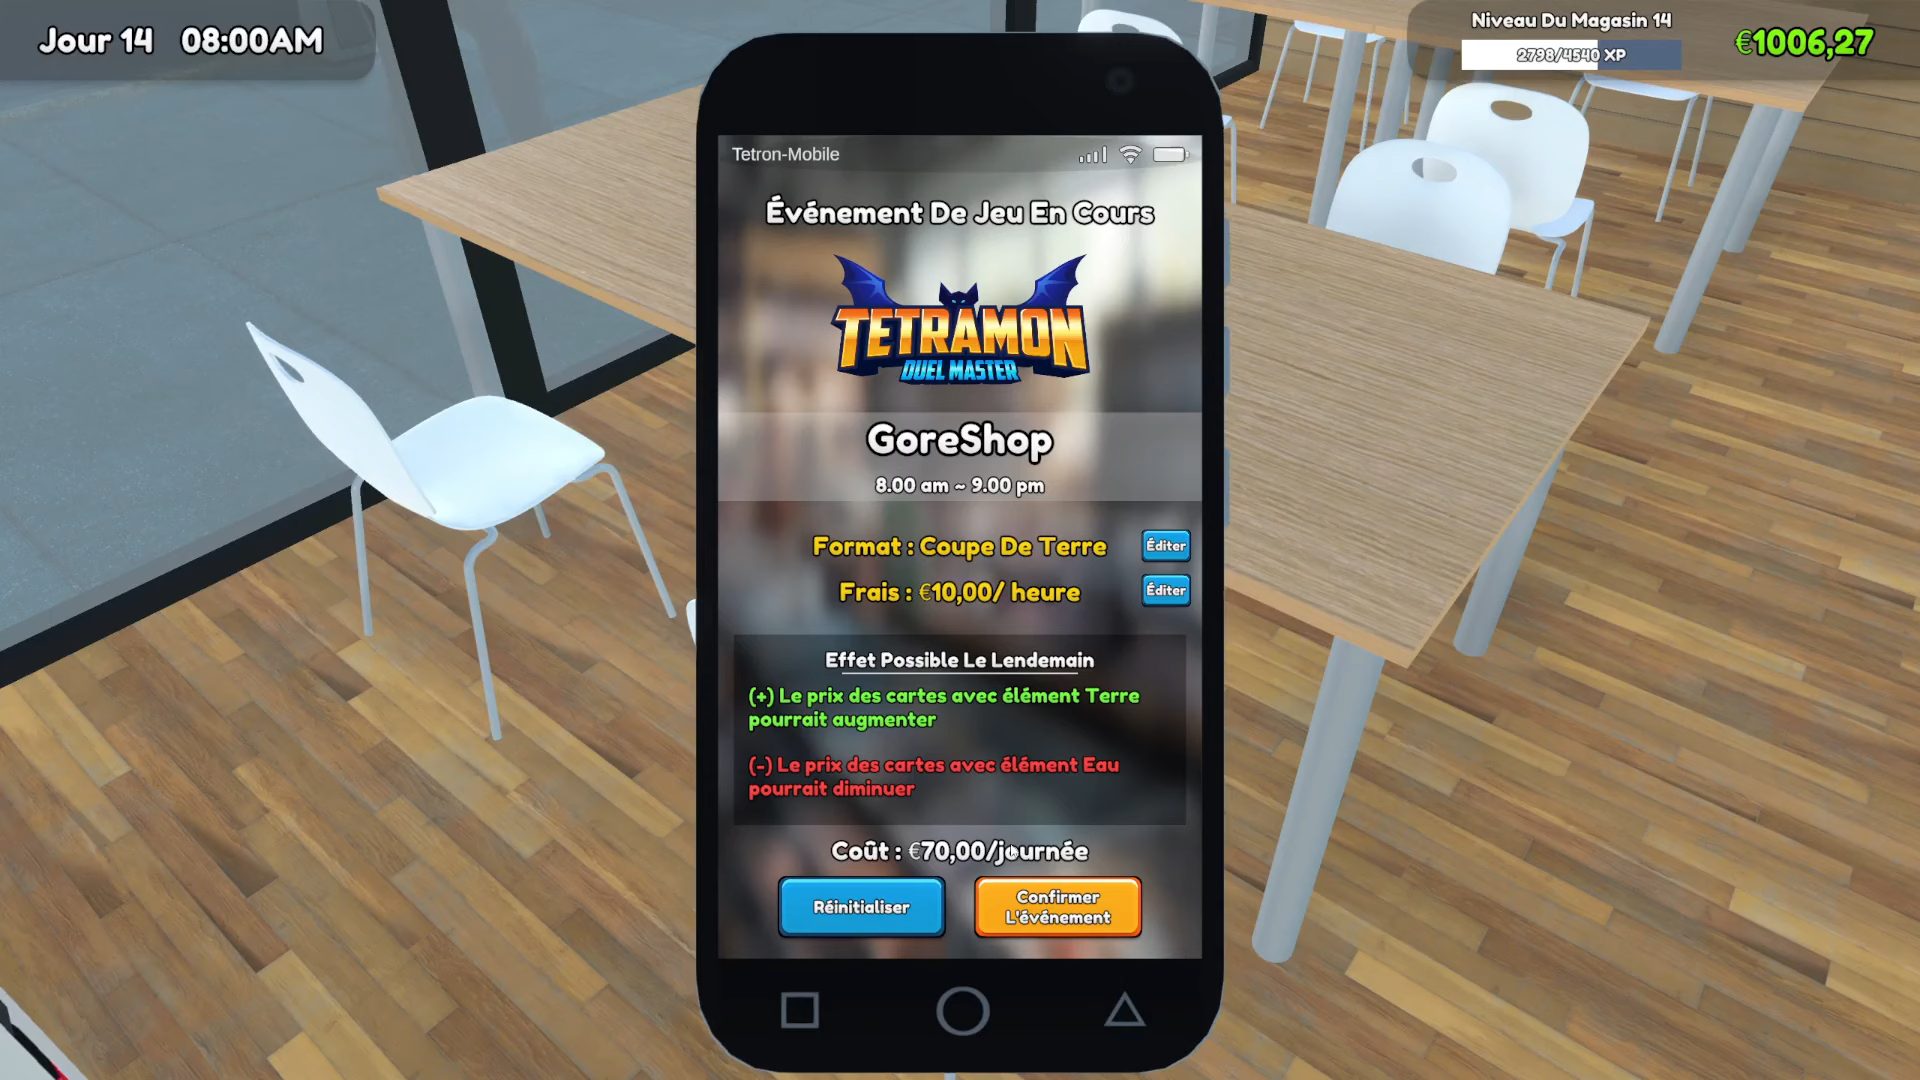 Jour 14 08:00AM
Niveau Du Magasin 14
2798/4540 XP
€1006,27
Tetron-Mobile
Événement De Jeu En Cours
TETRAMON
DUEL MASTER
GoreShop
8.00 am ~ 9.00 pm
Format : Coupe De Terre
Éditer
Frais : €10,00/ heure
Éditer
Effet Possible Le Lendemain
(+) Le prix des cartes avec élément Terre
pourrait augmenter
(-) Le prix des cartes avec élément Eau
pourrait diminuer
Coût : €70,00/journée
Réinitialiser
Confirmer
L'événement